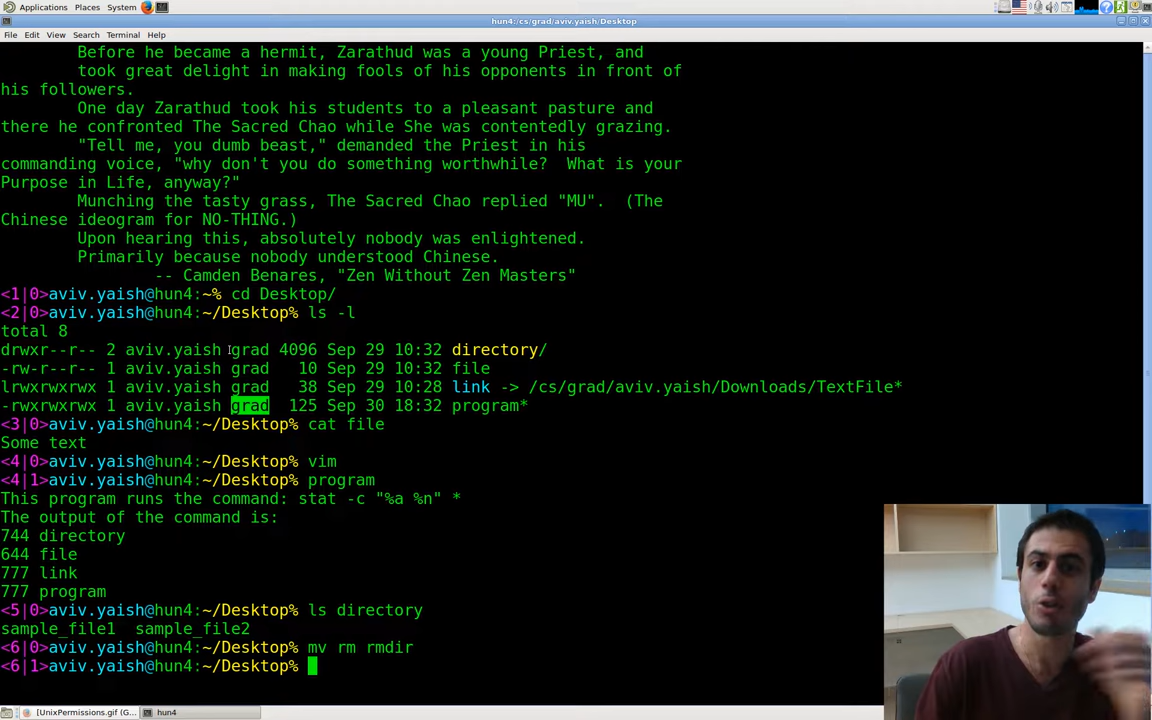 Applications Places System
hun4:/cs/grad/aviv.yaish/Desktop
File Edit View Search Terminal Help
Before he became a hermit, Zarathud was a young Priest, and
took great delight in making fools of his opponents in front of
his followers.
One day Zarathud took his students to a pleasant pasture and
there he confronted The Sacred Chao while She was contentedly grazing.
"Tell me, you dumb beast," demanded the Priest in his
commanding voice, "why don't you do something worthwhile?  What is your
Purpose in Life, anyway?"
Munching the tasty grass, The Sacred Chao replied "MU".  (The
Chinese ideogram for NO-THING.)
Upon hearing this, absolutely nobody was enlightened.
Primarily because nobody understood Chinese.
-- Camden Benares, "Zen Without Zen Masters"
<1|0>aviv.yaish@hun4:~% cd Desktop/
<2|0>aviv.yaish@hun4:~/Desktop% ls -l
total 8
drwxr--r-- 2 aviv.yaish grad 4096 Sep 29 10:32 directory/
-rw-r--r-- 1 aviv.yaish grad   10 Sep 29 10:32 file
lrwxrwxrwx 1 aviv.yaish grad   38 Sep 29 10:28 link -> /cs/grad/aviv.yaish/Downloads/TextFile*
-rwxrwxrwx 1 aviv.yaish grad  125 Sep 30 18:32 program*
<3|0>aviv.yaish@hun4:~/Desktop% cat file
Some text
<4|0>aviv.yaish@hun4:~/Desktop% vim
<4|1>aviv.yaish@hun4:~/Desktop% program
This program runs the command: stat -c "%a %n" *
The output of the command is:
744 directory
644 file
777 link
777 program
<5|0>aviv.yaish@hun4:~/Desktop% ls directory
sample_file1  sample_file2
<6|0>aviv.yaish@hun4:~/Desktop% mv rm rmdir
<6|1>aviv.yaish@hun4:~/Desktop%
[UnixPermissions.gif (G... hun4